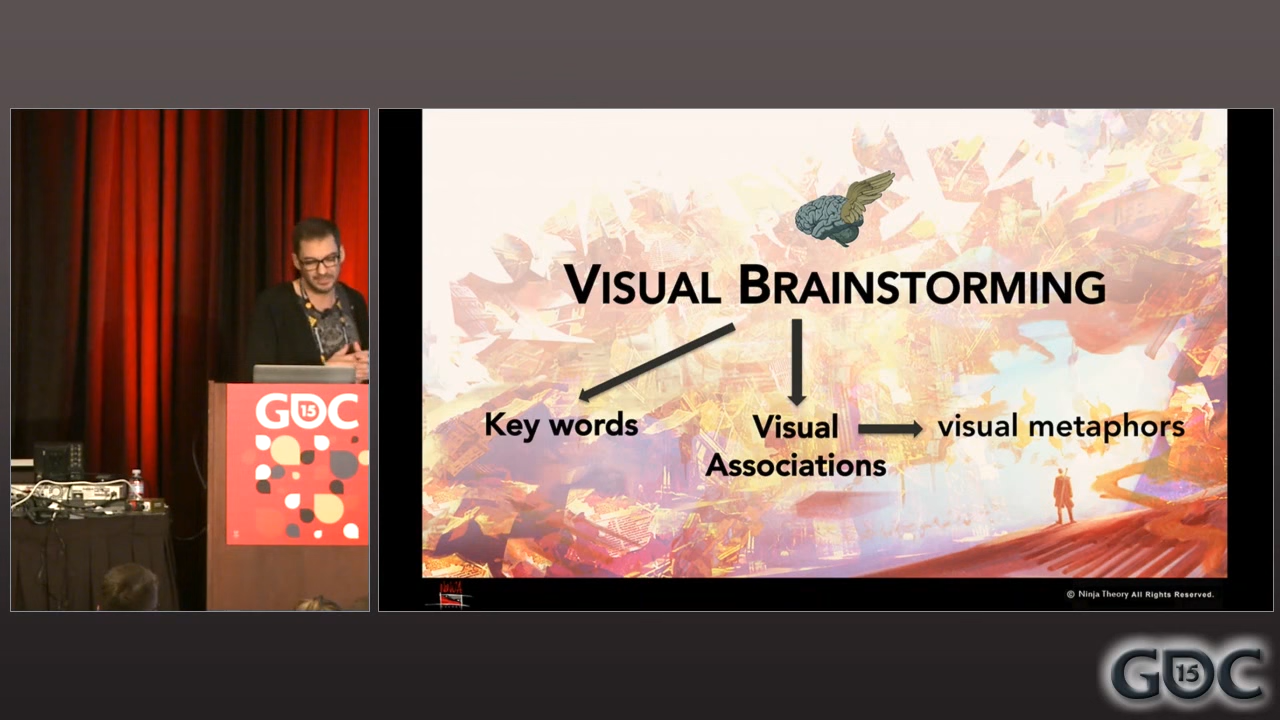 GDC
15
VISUAL BRAINSTORMING
Key words
Visual
Associations
visual metaphors
© Ninja Theory All Rights Reserved.
GDC
15